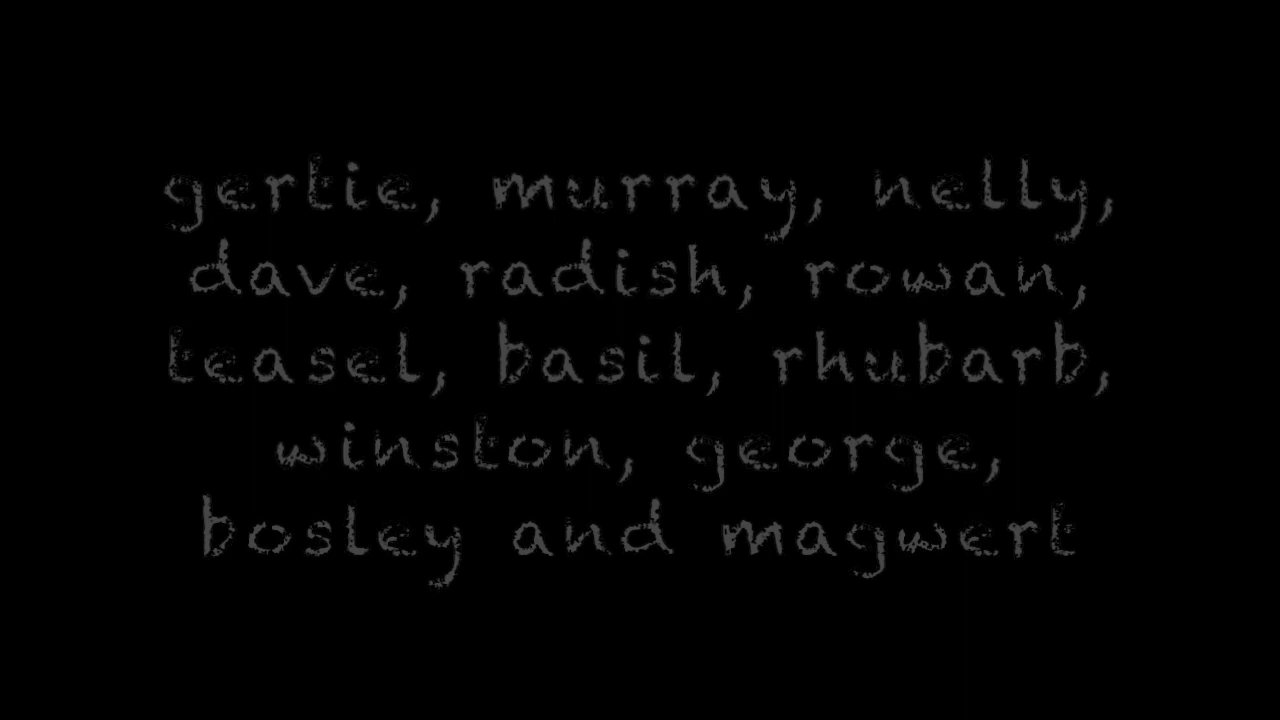 gertie, murray, nelly,
dave, radish, rowan,
teasel, basil, rhubarb,
winston, george,
bosley and magwert